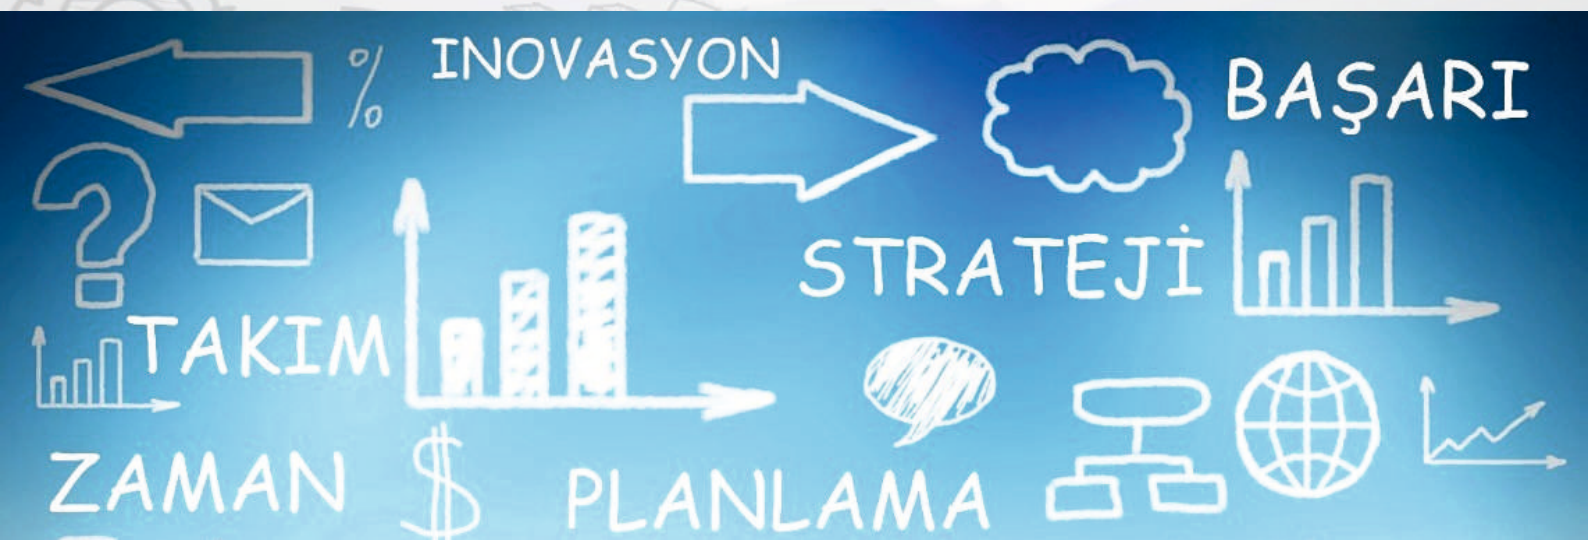 %
INOVASYON
BAŞARI
?
STRATEJİ
TAKIM
ZAMAN
$
PLANLAMA